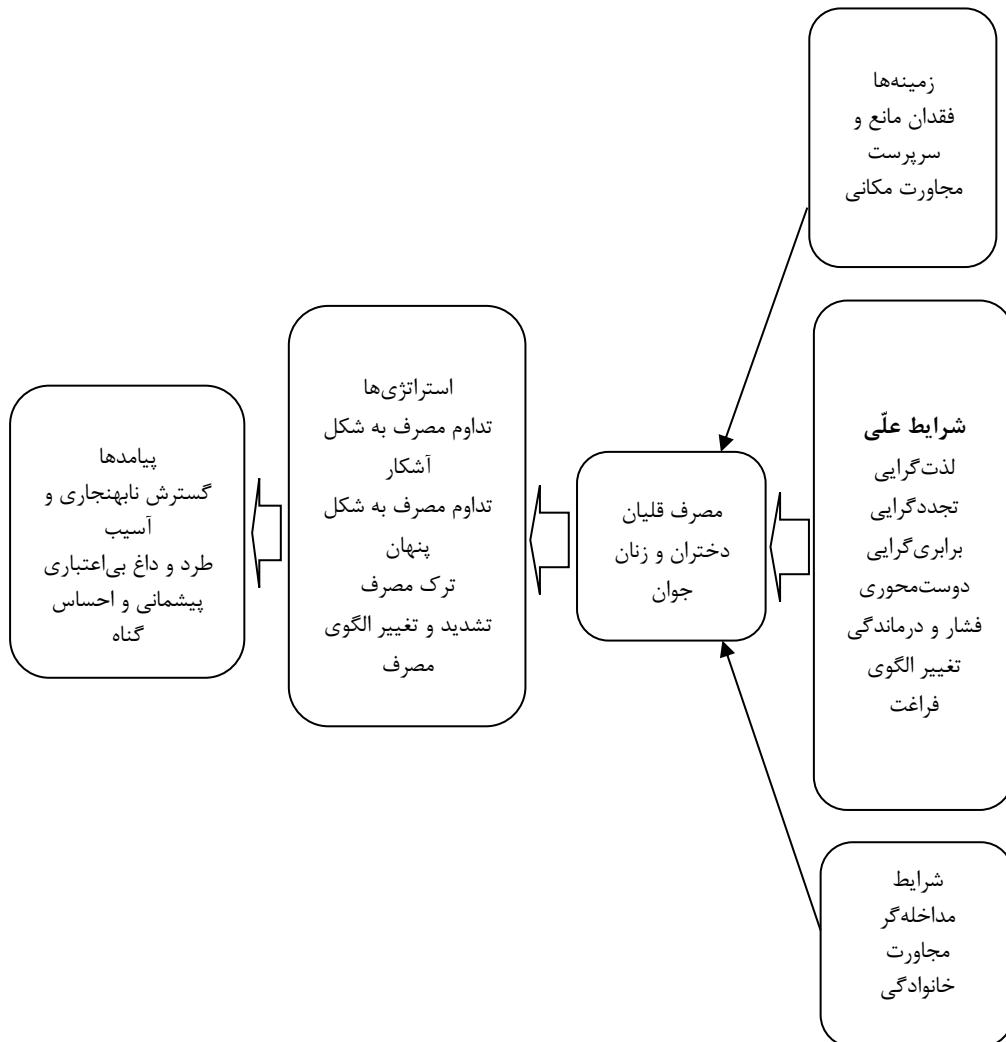 زمینه‌ها
فقدان مانع و
سرپرست
مجاورت مکانی
شرایط علّی
لذت‌گرایی
تجددگرایی
برابری‌گرایی
دوست‌محوری
فشار و درماندگی
تغییر الگوی
فراغت
شرایط
مداخله‌گر
مجاورت
خانوادگی
مصرف قلیان
دختران و زنان
جوان
استراتژی‌ها
تداوم مصرف به شکل
آشکار
تداوم مصرف به شکل
پنهان
ترک مصرف
تشدید و تغییر الگوی
مصرف
پیامدها
گسترش نابهنجاری و
آسیب
طرد و داغ بی‌اعتباری
پیشمانی و احساس
گناه